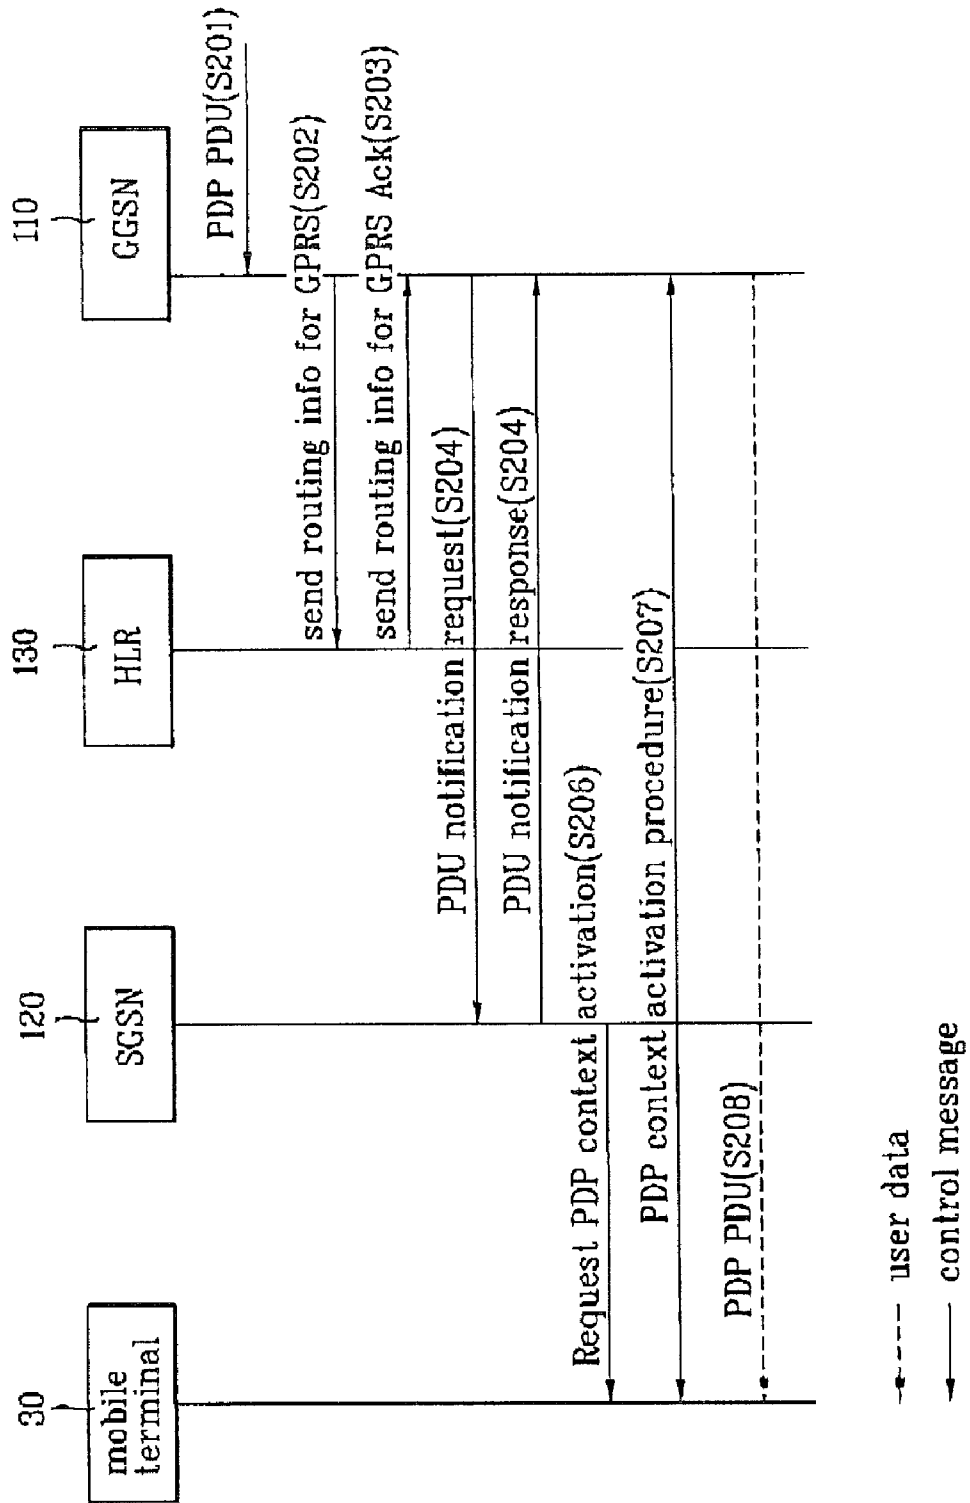 30
mobile
terminal
120
SGSN
130
HLR
110
GGSN
PDP PDU(S201)
send routing info for GPRS(S202)
send routing info for GPRS Ack(S203)
PDU notification request(S204)
PDU notification response(S204)
Request PDP context activation(S206)
PDP context activation procedure(S207)
PDP PDU(S208)
user data
control message